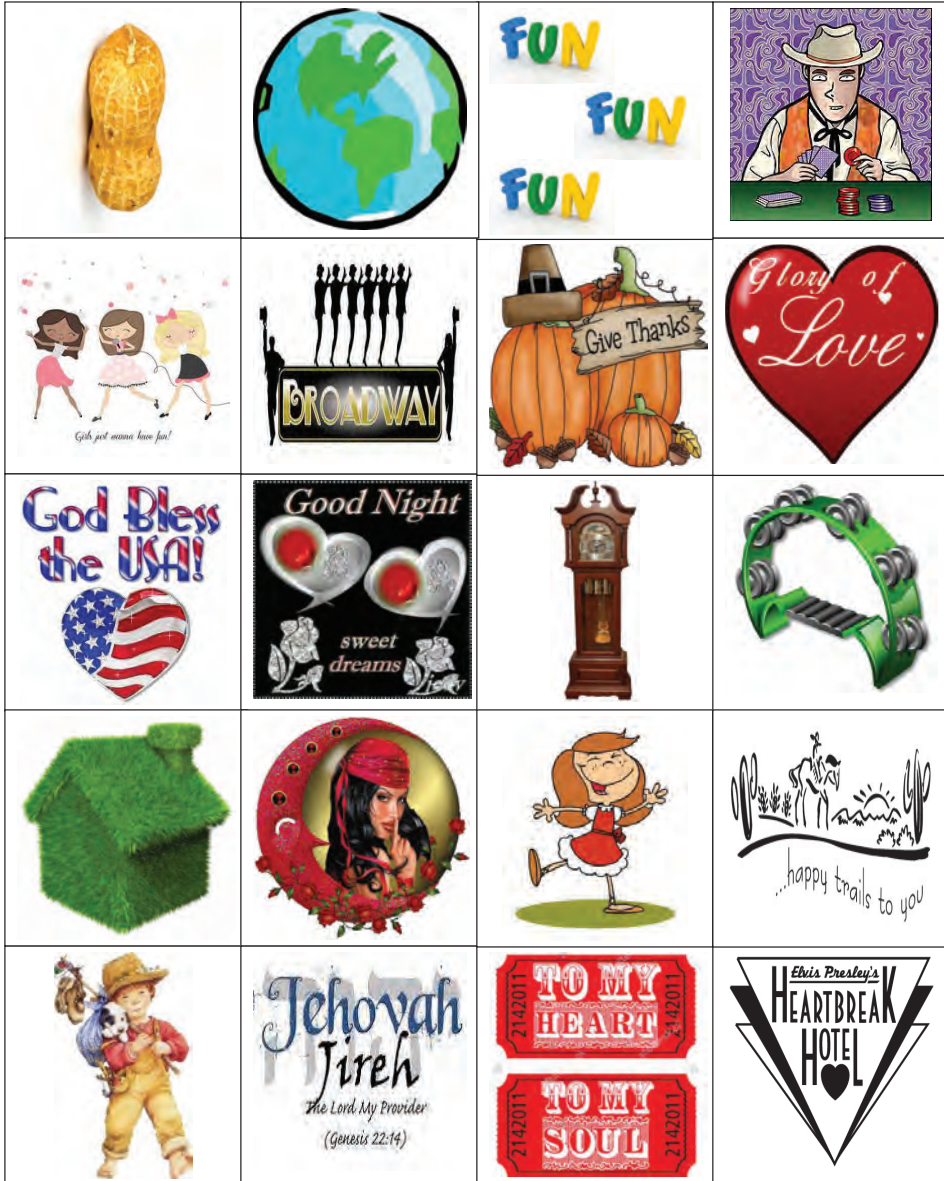 FUN
FUN
FUN
Girls just wanna have fun!
BROADWAY
Give Thanks
Glory of
Love
God Bless
the USA!
Good Night
sweet
dreams
...happy trails to you
Jehovah
Jireh
The Lord My Provider
(Genesis 22:14)
2142011
TO MY
HEART
2142011
2142011
TO MY
SOUL
2142011
Elvis Presley's
HEARTBREAK
HOTEL